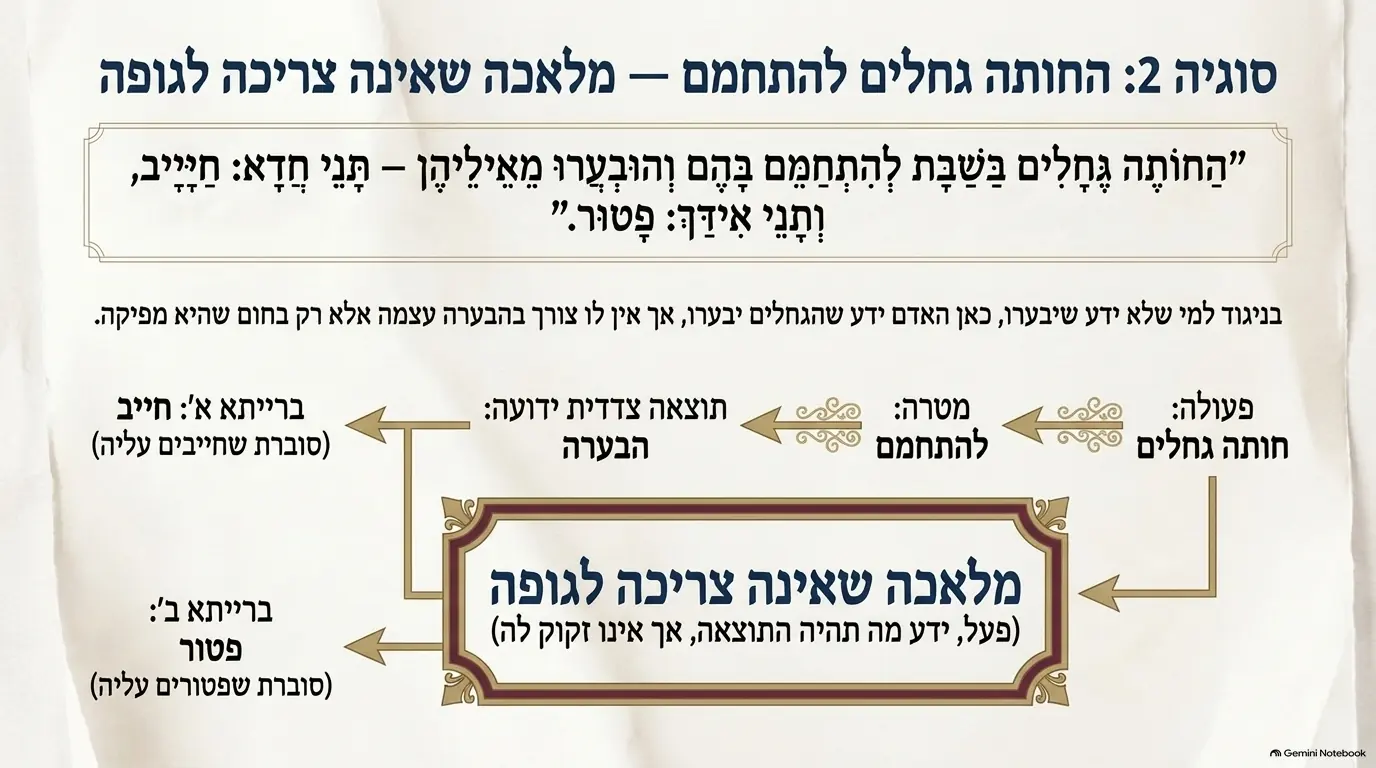 סוגיה 2: החותה גחלים להתחמם — מלאכה שאינה צריכה לגופה
"הַחוֹתֶה גֶּחָלִים בַּשַּׁבָּת לְהִתְחַמֵּם בָּהֶם וְהוּבְעֲרוּ מֵאֵילֵיהֶן – תָּנֵי חֲדָא: חַיָּיב,
וְתָנֵי אִידַּךְ: פָּטוּר."
בניגוד למי שלא ידע שיבערו, כאן האדם ידע שהגחלים יבערו, אך אין לו צורך בהבערה עצמה אלא רק בחום שהיא מפיקה.
פעולה:
חותה גחלים
מטרה:
להתחמם
תוצאה צדדית ידועה:
הבערה
ברייתא א': חייב
(סוברת שחייבים עליה)
מלאכה שאינה צריכה לגופה
(פעל, ידע מה תהיה התוצאה, אך אינו זקוק לה)
ברייתא ב':
פטור
(סוברת שפטורים עליה)
Gemini Notebook